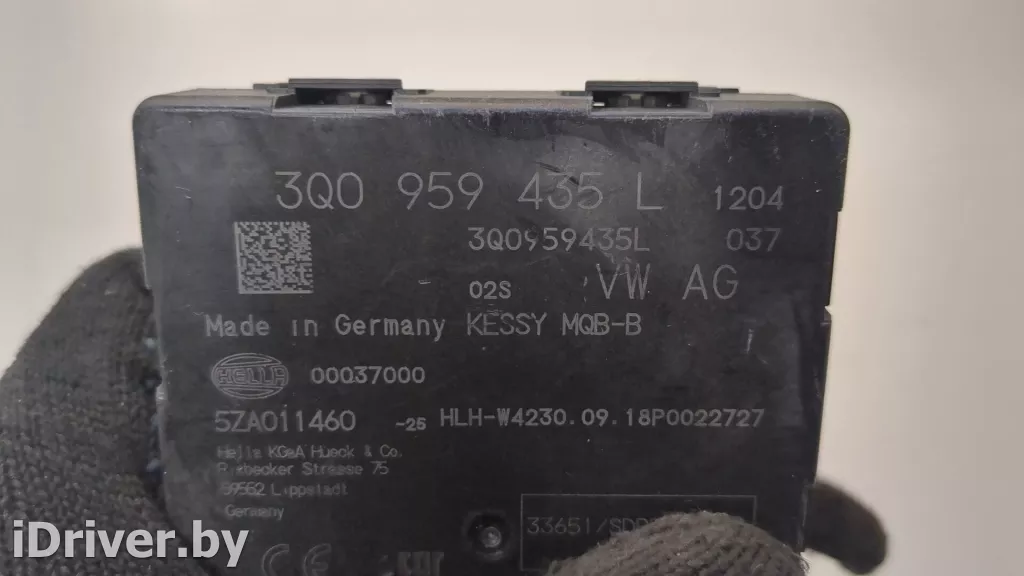 3Q0 959 435 L 1204
3Q0959435L 037
02S VW AG
Made in Germany KESSY MQB-B
HELLA 00037000
5ZA011460 -25 HLH-W4230.09.18P0022727
Hella KGaA Hueck & Co.
Rixbecker Strasse 75
59552 Lippstadt
Germany
33651/SDP
CE
iDriver.by